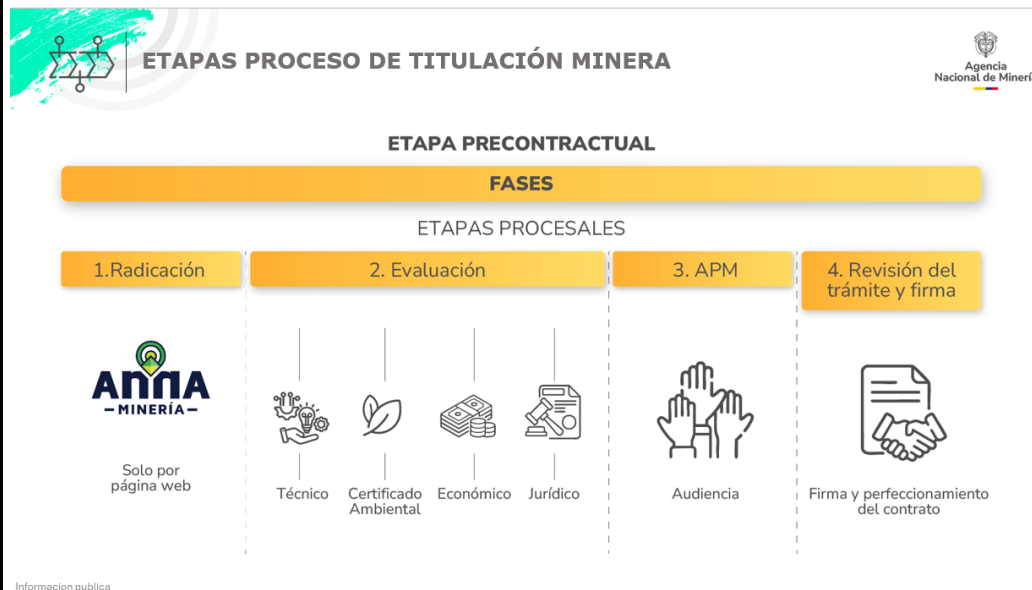 ETAPAS PROCESO DE TITULACIÓN MINERA
Agencia
Nacional de Minería
ETAPA PRECONTRACTUAL
FASES
ETAPAS PROCESALES
1.Radicación
2. Evaluación
3. APM
4. Revisión del
trámite y firma
ANNA
–MINERÍA–
Solo por
página web
Técnico
Certificado
Ambiental
Económico
Jurídico
Audiencia
Firma y perfeccionamiento
del contrato
Informacion publica